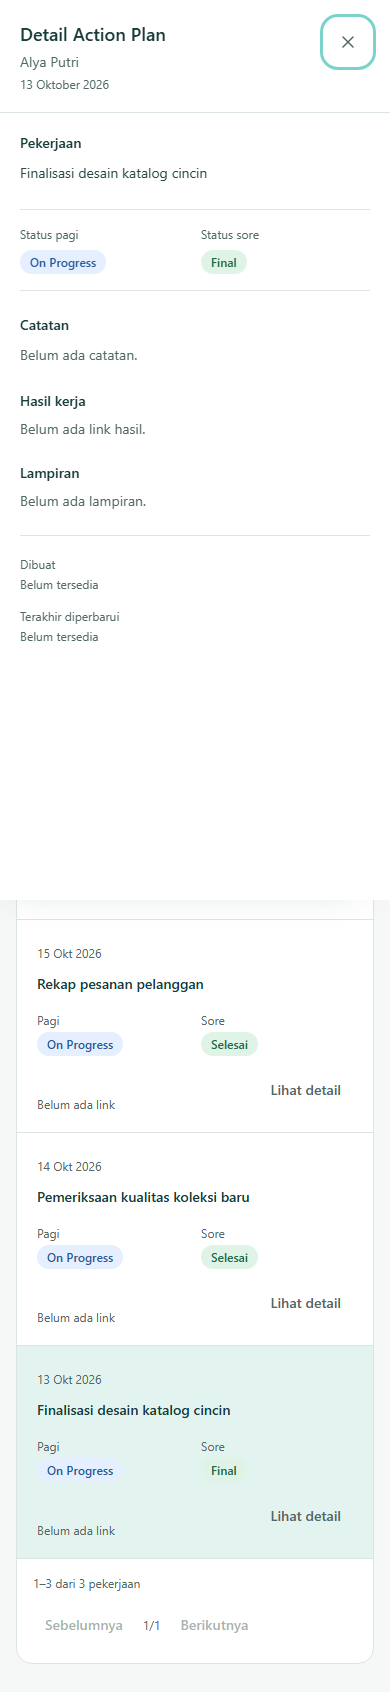 Detail Action Plan
Alya Putri
13 Oktober 2026
Pekerjaan
Finalisasi desain katalog cincin
Status pagi
Status sore
On Progress
Final
Catatan
Belum ada catatan.
Hasil kerja
Belum ada link hasil.
Lampiran
Belum ada lampiran.
Dibuat
Belum tersedia
Terakhir diperbarui
Belum tersedia
15 Okt 2026
Rekap pesanan pelanggan
Pagi
Sore
On Progress
Selesai
Lihat detail
Belum ada link
14 Okt 2026
Pemeriksaan kualitas koleksi baru
Pagi
Sore
On Progress
Selesai
Lihat detail
Belum ada link
13 Okt 2026
Finalisasi desain katalog cincin
Pagi
Sore
On Progress
Final
Lihat detail
Belum ada link
1–3 dari 3 pekerjaan
Sebelumnya 1/1 Berikutnya